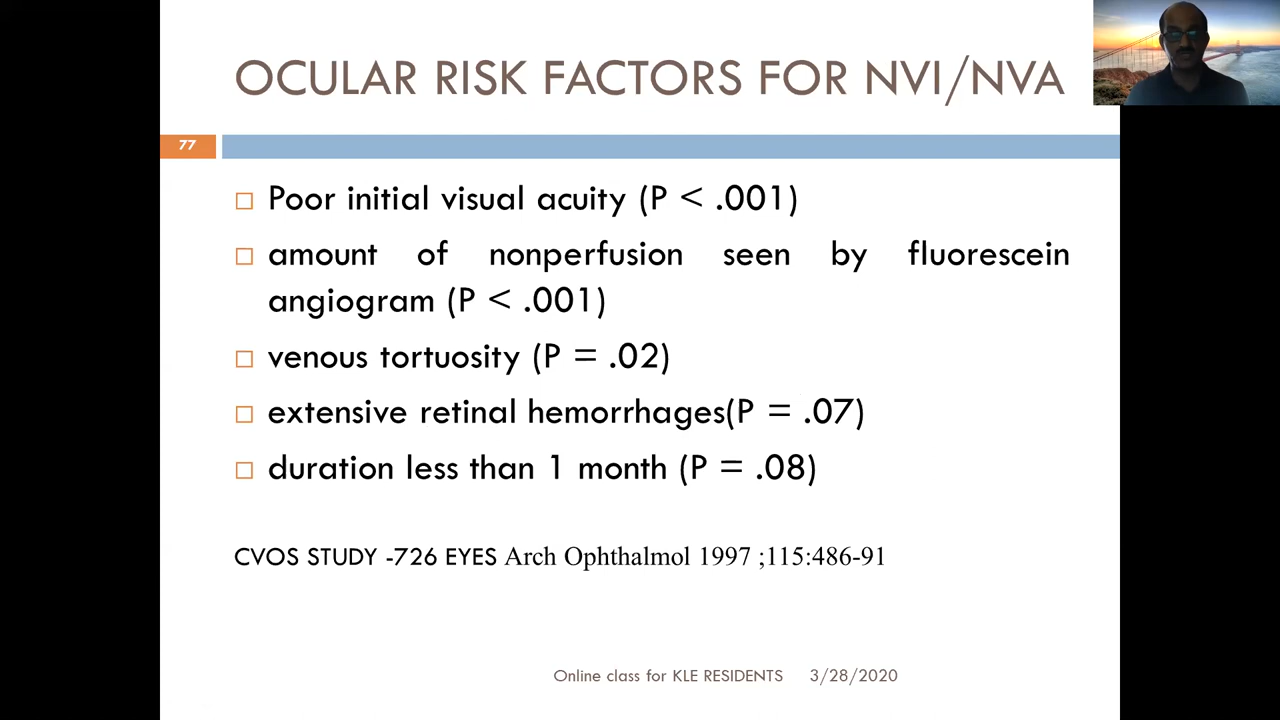 OCULAR RISK FACTORS FOR NVI/NVA
77
Poor initial visual acuity (P < .001)
amount of nonperfusion seen by fluorescein
angiogram (P < .001)
venous tortuosity (P = .02)
extensive retinal hemorrhages(P = .07)
duration less than 1 month (P = .08)
CVOS STUDY -726 EYES Arch Ophthalmol 1997 ;115:486-91
Online class for KLE RESIDENTS 3/28/2020